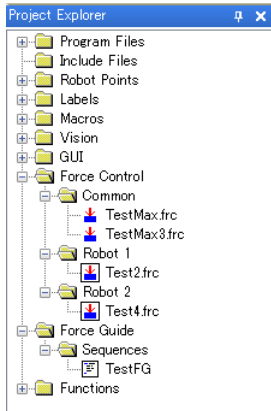 Project Explorer
Program Files
Include Files
Robot Points
Labels
Macros
Vision
GUI
Force Control
Common
TestMax.frc
TestMax3.frc
Robot 1
Test2.frc
Robot 2
Test4.frc
Force Guide
Sequences
TestFG
Functions